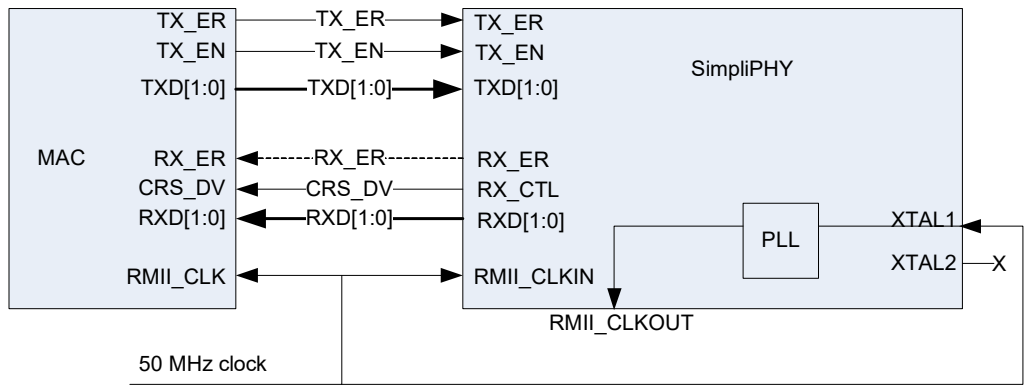 TX_ER TX_ER TX_ER
TX_EN TX_EN TX_EN
SimpliPHY
TXD[1:0] TXD[1:0] TXD[1:0]
MAC
RX_ER RX_ER RX_ER
CRS_DV CRS_DV RX_CTL
RXD[1:0] RXD[1:0] RXD[1:0]
XTAL1
PLL
XTAL2 X
RMII_CLK RMII_CLKIN
RMII_CLKOUT
50 MHz clock